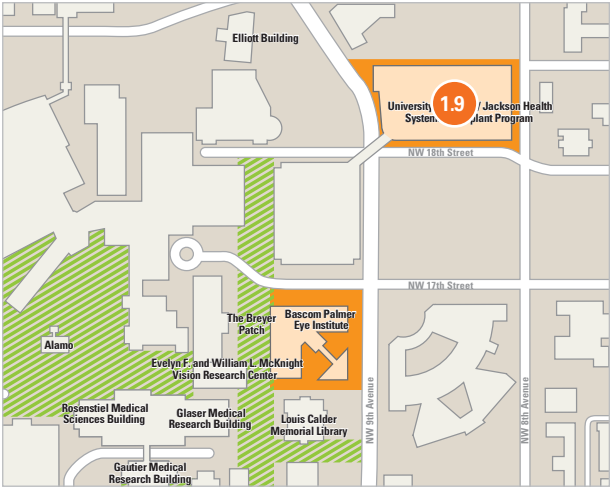 Elliott Building
1.9
University / Jackson Health
System plant Program
NW 18th Street
NW 17th Street
The Breyer
Patch
Bascom Palmer
Eye Institute
Alamo
Evelyn F. and William L. McKnight
Vision Research Center
Rosenstiel Medical
Sciences Building
Glaser Medical
Research Building
Louis Calder
Memorial Library
NW 9th Avenue
NW 8th Avenue
Gautier Medical
Research Building